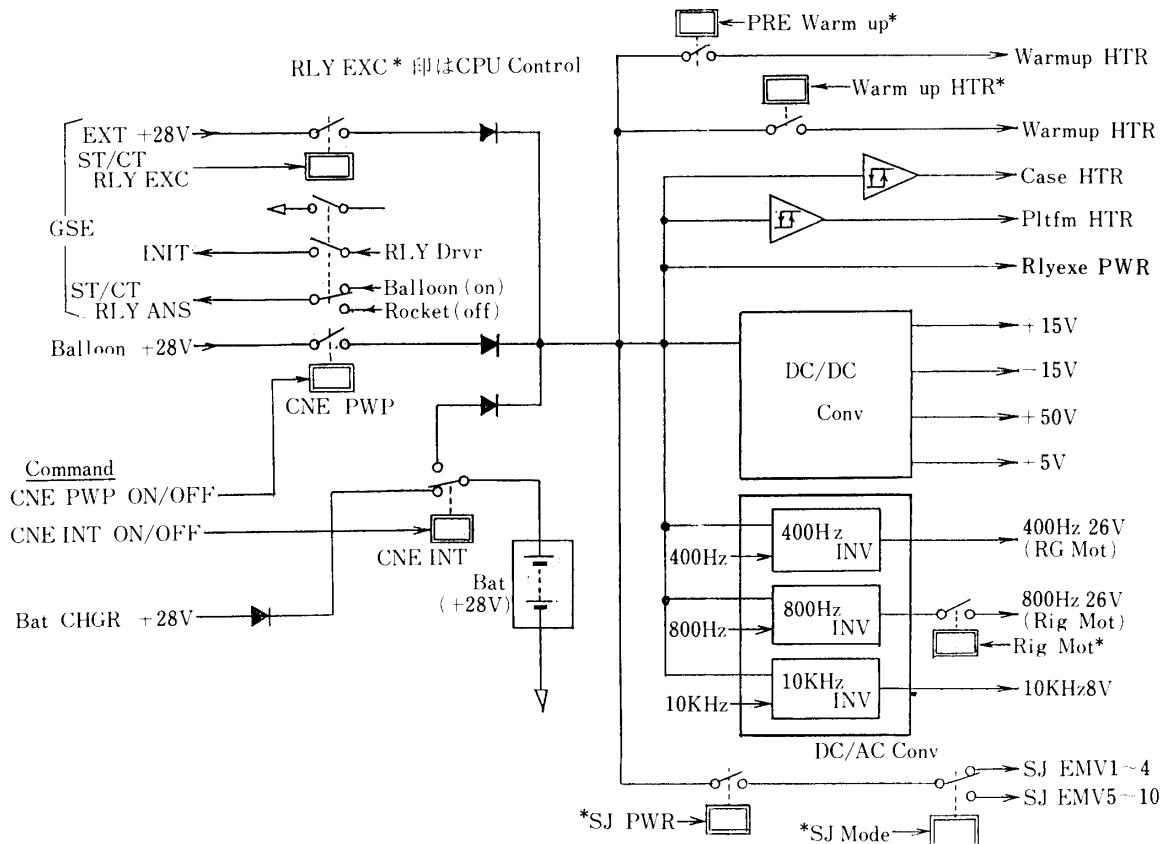 RLY EXC* 印はCPU Control
EXT +28V
ST/CT
RLY EXC
GSE
INIT
RLY Drvr
ST/CT
RLY ANS
Balloon (on)
Rocket (off)
Balloon +28V
CNE PWP
Command
CNE PWP ON/OFF
CNE INT ON/OFF
CNE INT
Bat CHGR +28V
Bat
(+28V)
PRE Warm up*
Warmup HTR
Warm up HTR*
Warmup HTR
Case HTR
Pltfm HTR
Rlyexe PWR
DC/DC
Conv
+15V
-15V
+50V
+5V
400Hz
400Hz
INV
400Hz 26V
(RG Mot)
800Hz
800Hz
INV
800Hz 26V
(Rig Mot)
Rig Mot*
10KHz
10KHz
INV
10KHz8V
DC/AC Conv
*SJ PWR
*SJ Mode
SJ EMV1~4
SJ EMV5~10